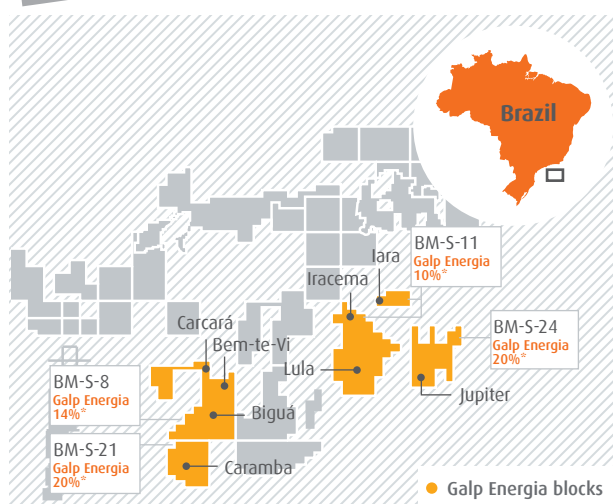 Brazil
BM-S-11
Galp Energia
10%*
Iara
Iracema
BM-S-24
Galp Energia
20%*
Carcará
Bem-te-Vi
Lula
Jupiter
BM-S-8
Galp Energia
14%*
Biguá
BM-S-21
Galp Energia
20%*
Caramba
Galp Energia blocks